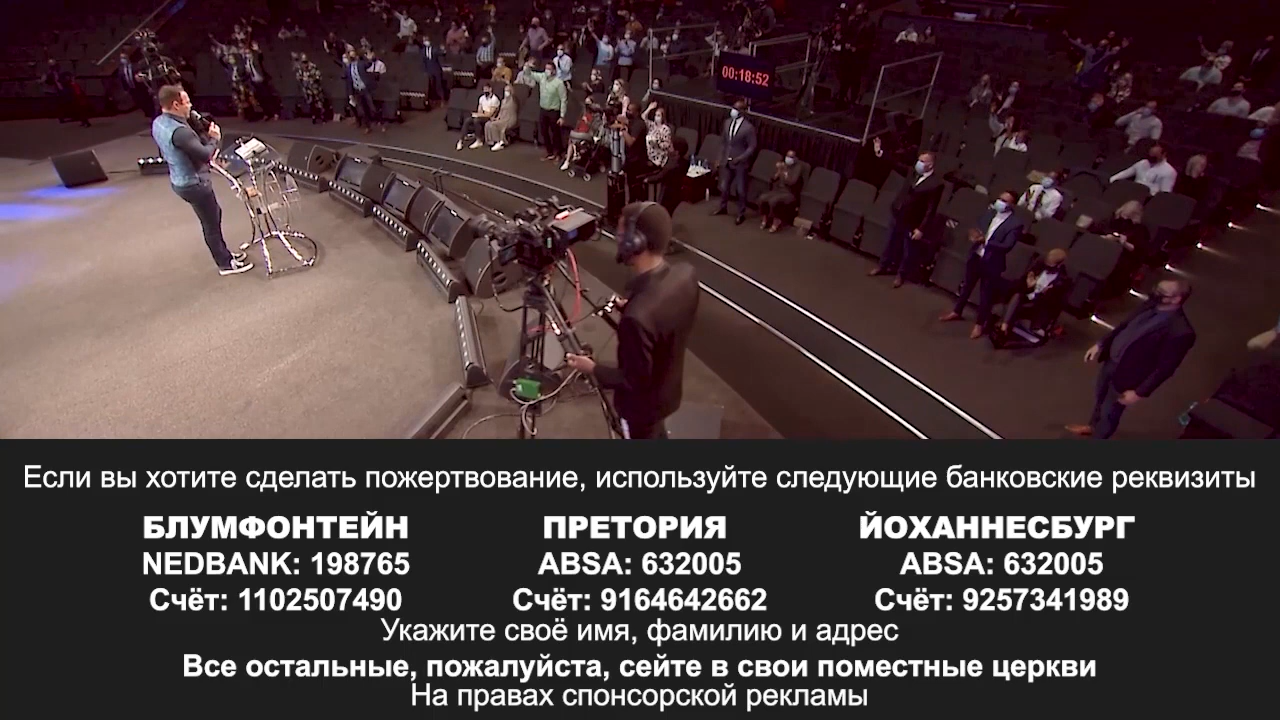 00:18:52
Если вы хотите сделать пожертвование, используйте следующие банковские реквизиты
БЛУМФОНТЕЙН
NEDBANK: 198765
Счёт: 1102507490
ПРЕТОРИЯ
ABSA: 632005
Счёт: 9164642662
ЙОХАННЕСБУРГ
ABSA: 632005
Счёт: 9257341989
Укажите своё имя, фамилию и адрес
Все остальные, пожалуйста, сейте в свои поместные церкви
На правах спонсорской рекламы